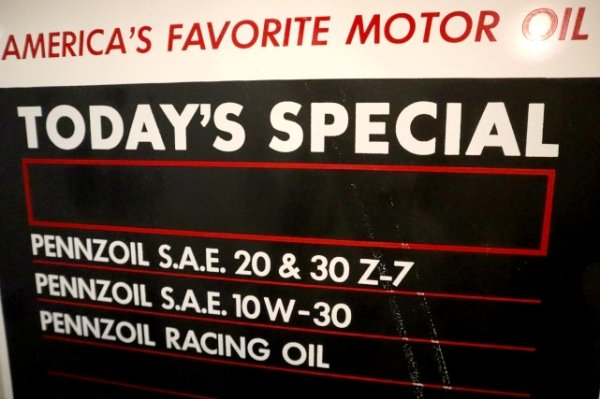 AMERICA'S FAVORITE MOTOR OIL
TODAY'S SPECIAL
PENNZOIL S.A.E. 20 & 30 Z-7
PENNZOIL S.A.E. 10W-30
PENNZOIL RACING OIL